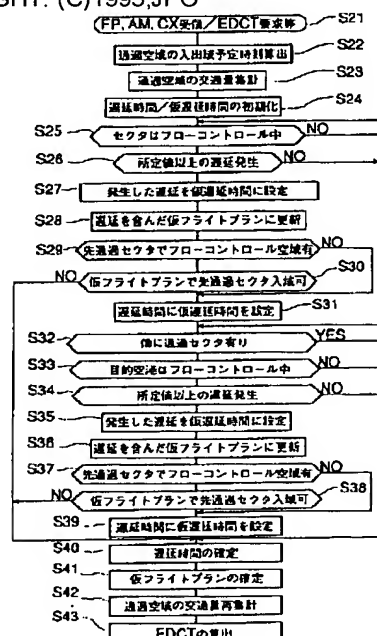 GHT: (C)1995,JPO
FP, AM, CX受信/EDCT要求等 S21
通過空域の入出域予定時刻算出 S22
通過空域の交通量集計 S23
遅延時間/仮遅延時間の初期化 S24
S25 セクタはフローコントロール中 NO
S26 所定値以上の遅延発生 NO
S27 発生した遅延を仮遅延時間に設定
S28 遅延を含んだ仮フライトプランに更新
S29 先通過セクタでフローコントロール空域有 NO
NO 仮フライトプランで先通過セクタ入域可 S30
遅延時間に仮遅延時間を設定 S31
S32 他に通過セクタ有り YES
S33 目的空港はフローコントロール中 NO
S34 所定値以上の遅延発生 NO
S35 発生した遅延を仮遅延時間に設定
S36 遅延を含んだ仮フライトプランに更新
S37 先通過セクタでフローコントロール空域有 NO
NO 仮フライトプランで先通過セクタ入域可 S38
S39 遅延時間に仮遅延時間を設定
S40 遅延時間の確定
S41 仮フライトプランの確定
S42 通過空域の交通量再集計
S43 EDCTの算出